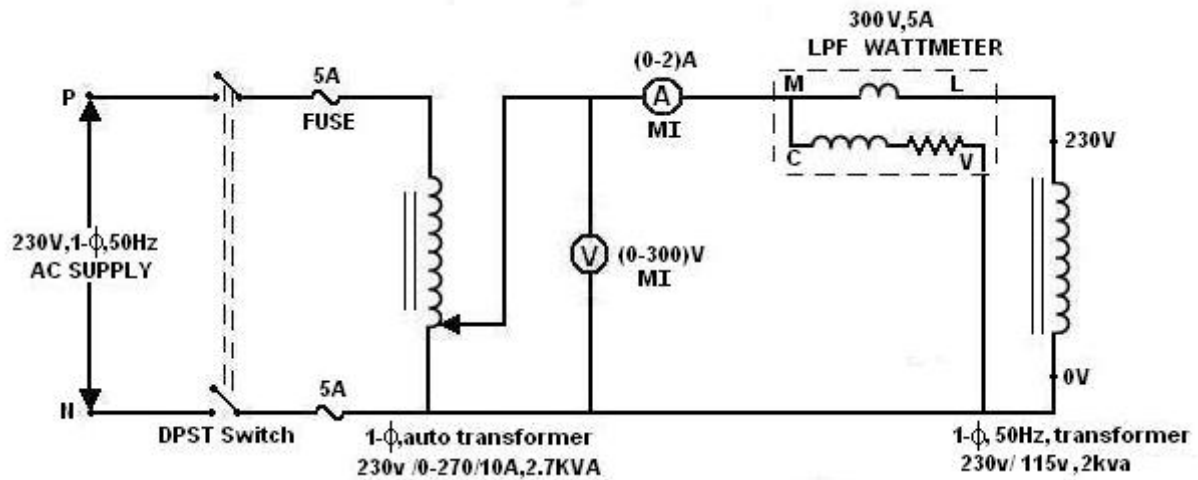 300V,5A
LPF WATTMETER
(0-2)A
5A
M
L
P
A
FUSE
MI
230V
C
V
230V,1-ϕ,50Hz
AC SUPPLY
V
(0-300)V
MI
0V
5A
N
DPST Switch
1-ϕ,auto transformer
230v /0-270/10A,2.7KVA
1-ϕ, 50Hz, transformer
230v/ 115v ,2kva